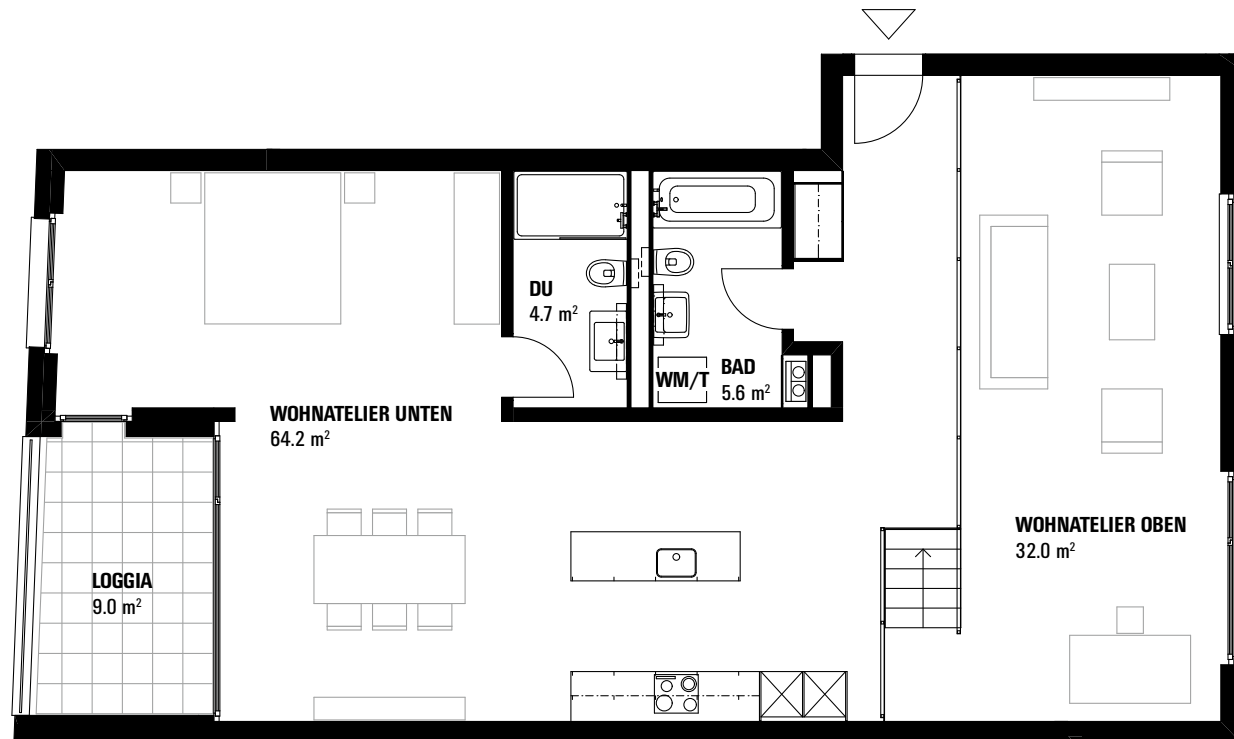 DU
4.7 m²
WM/T
BAD
5.6 m²
WOHNATELIER UNTEN
64.2 m²
WOHNATELIER OBEN
32.0 m²
LOGGIA
9.0 m²